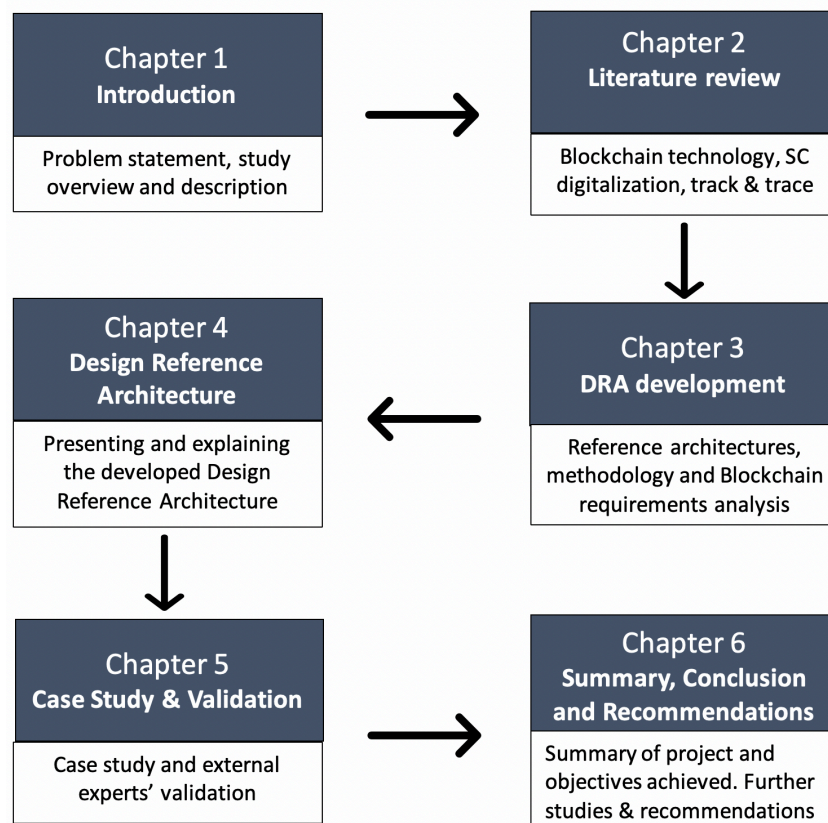 Chapter 1
Introduction
Problem statement, study
overview and description
Chapter 2
Literature review
Blockchain technology, SC
digitalization, track & trace
Chapter 3
DRA development
Reference architectures,
methodology and Blockchain
requirements analysis
Chapter 4
Design Reference
Architecture
Presenting and explaining
the developed Design
Reference Architecture
Chapter 5
Case Study & Validation
Case study and external
experts’ validation
Chapter 6
Summary, Conclusion
and Recommendations
Summary of project and
objectives achieved. Further
studies & recommendations